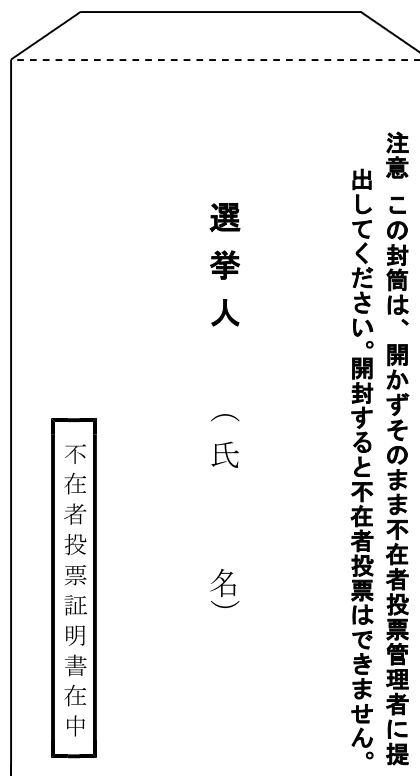 注意 この封筒は、開かずそのまま不在者投票管理者に提
出してください。開封すると不在者投票はできません。
選挙人 （氏 名）
不在者投票証明書在中